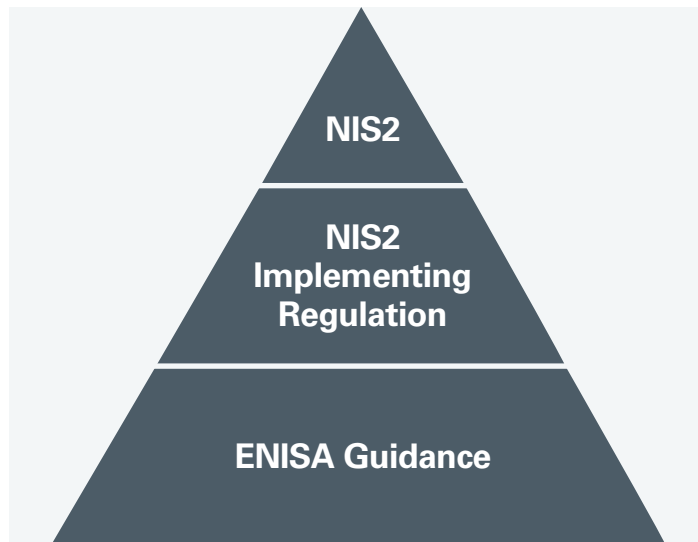 NIS2
NIS2
Implementing
Regulation
ENISA Guidance